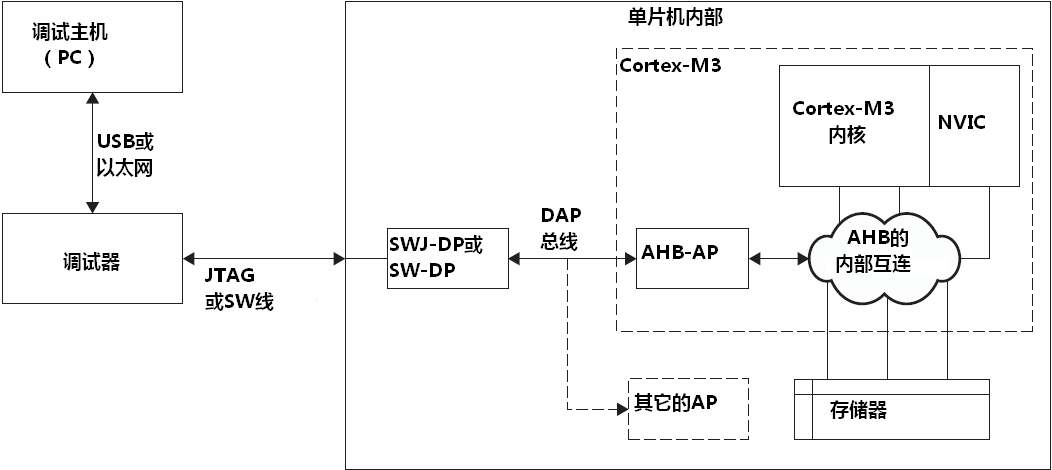 调试主机
（PC）
USB或
以太网
调试器
JTAG
或SW线
单片机内部
SWJ-DP或
SW-DP
DAP
总线
Cortex-M3
Cortex-M3
内核
NVIC
AHB-AP
AHB的
内部互连
其它的AP
存储器